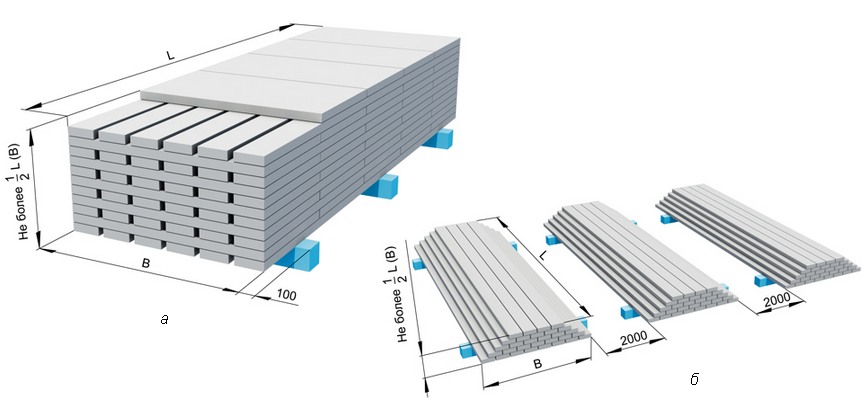 L
Не более 1/2 L (B)
B
100
а
Не более 1/2 L (B)
L
2000
2000
B
б